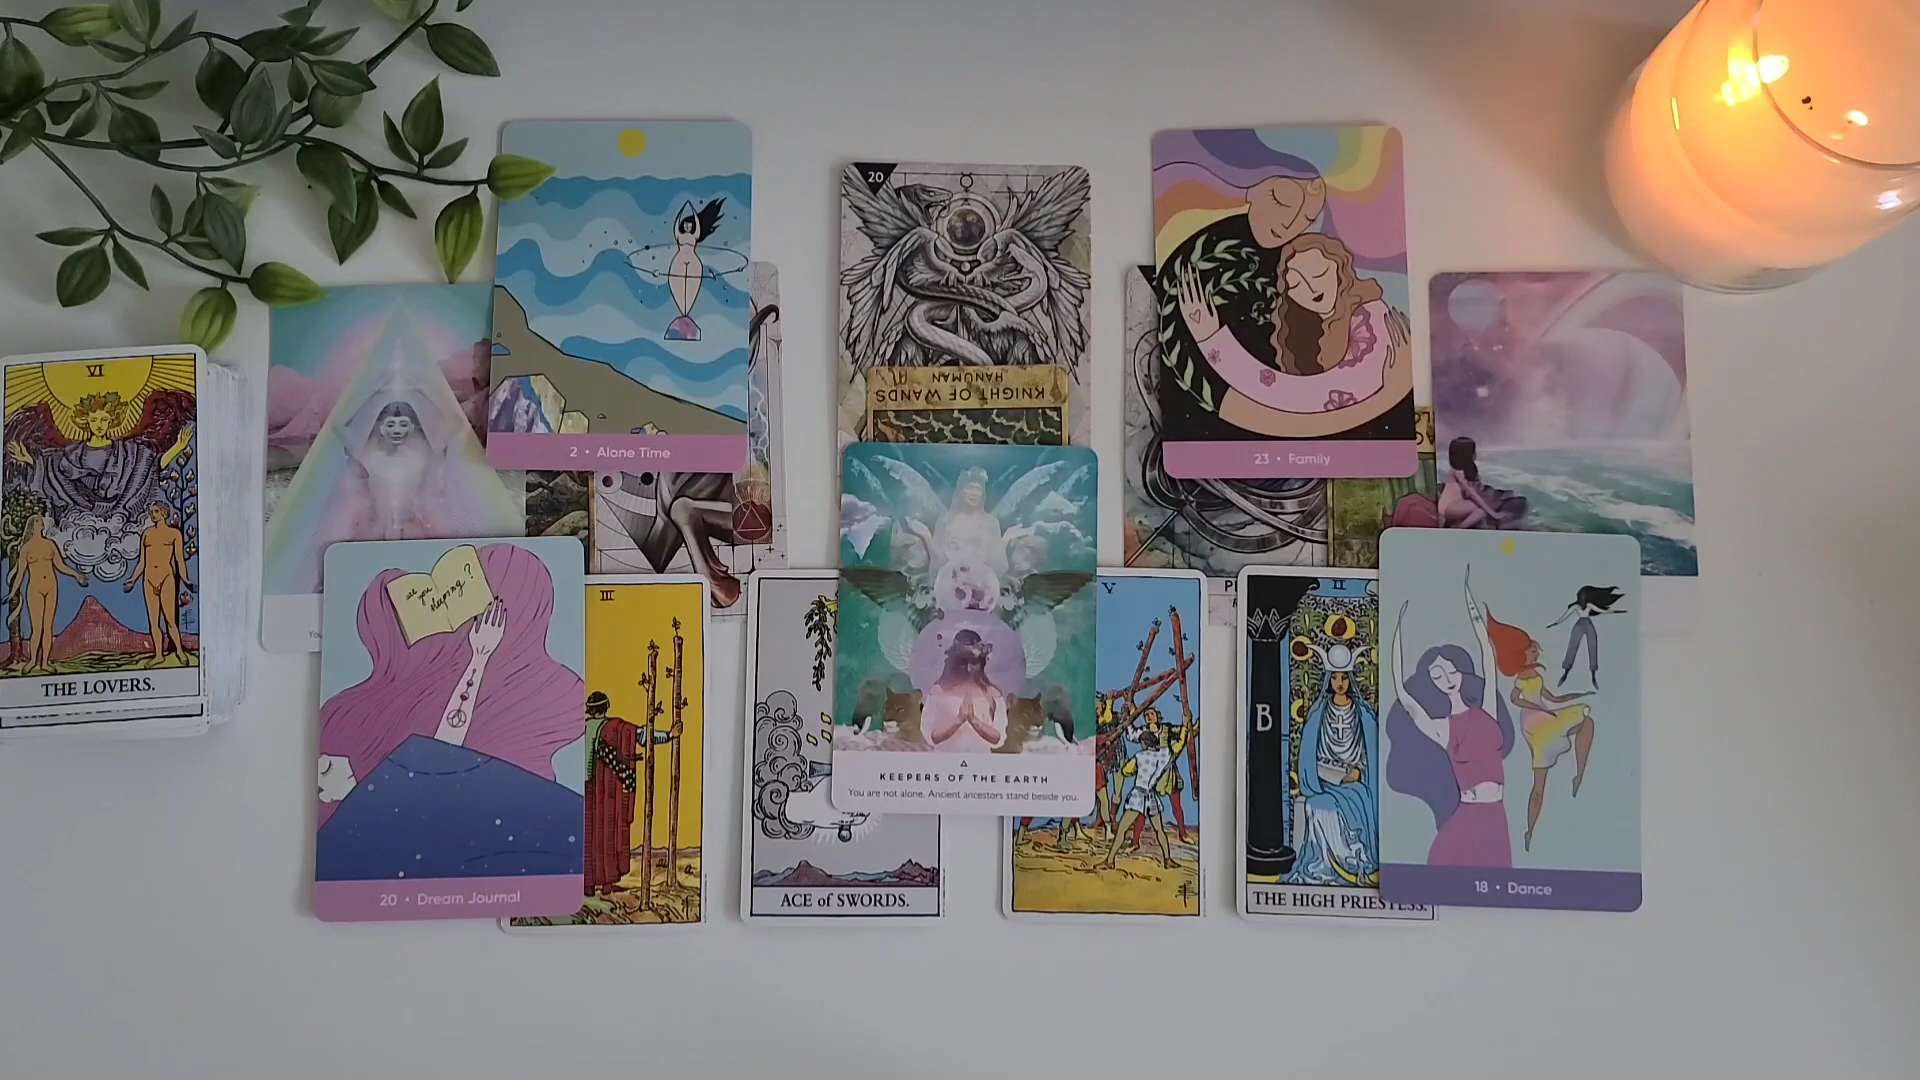 20
HANUMAN
KNIGHT OF WANDS
2 • Alone Time
23 • Family
VI
THE LOVERS.
are you
sleeping?
III
V
II
B
KEEPERS OF THE EARTH
You are not alone. Ancient ancestors stand beside you.
20 • Dream Journal
ACE of SWORDS.
THE HIGH PRIESTESS.
18 • Dance